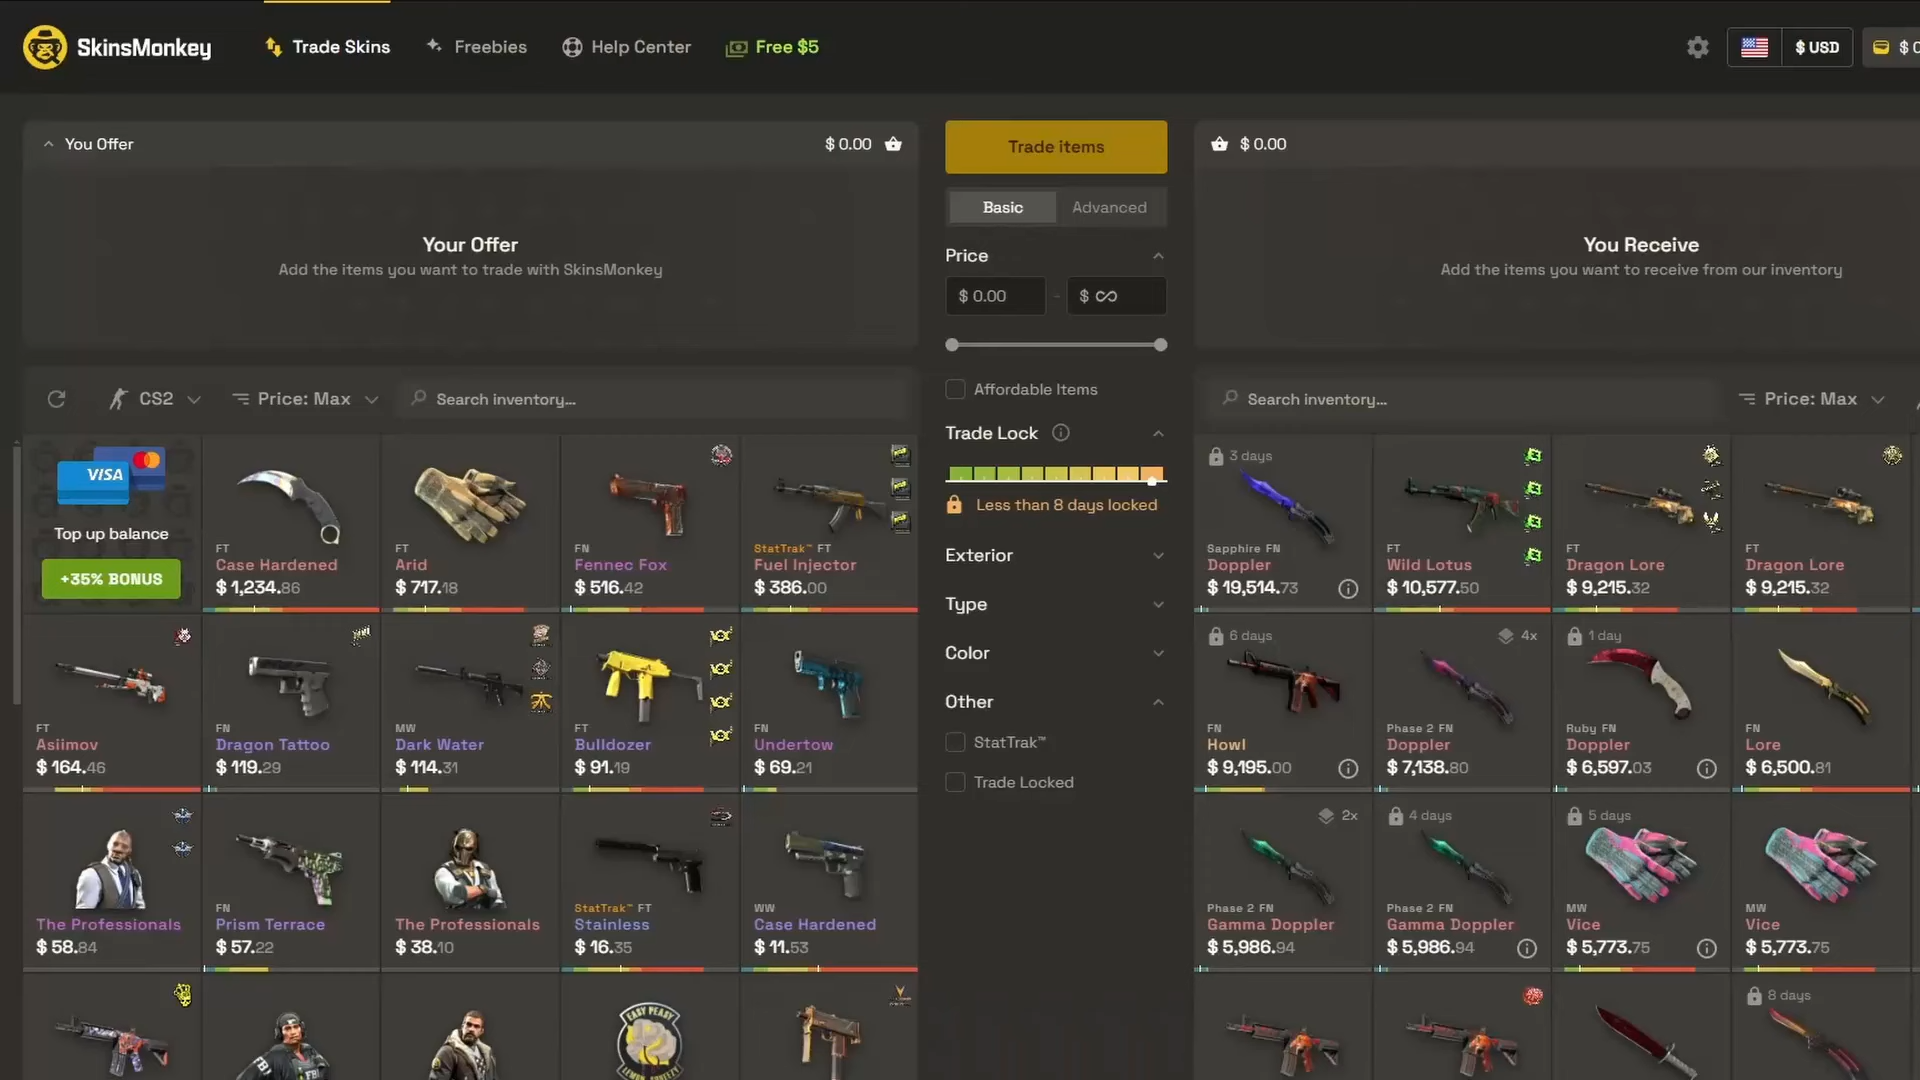 SkinsMonkey
Trade Skins
Freebies
Help Center
Free $5
$ USD
You Offer
$ 0.00
Your Offer
Add the items you want to trade with SkinsMonkey
Trade items
Basic
Advanced
Price
$ 0.00
-
$ ∞
Affordable Items
Trade Lock
Less than 8 days locked
Exterior
Type
Color
Other
StatTrak™
Trade Locked
$ 0.00
You Receive
Add the items you want to receive from our inventory
CS2
Price: Max
Search inventory...
VISA
Top up balance
+35% BONUS
FT
Case Hardened
$ 1,234.86
FT
Arid
$ 717.18
FN
Fennec Fox
$ 516.42
StatTrak™ FT
Fuel Injector
$ 386.00
FT
Asiimov
$ 164.46
FN
Dragon Tattoo
$ 119.29
MW
Dark Water
$ 114.31
FT
Bulldozer
$ 91.19
FN
Undertow
$ 69.21
The Professionals
$ 58.84
FN
Prism Terrace
$ 57.22
The Professionals
$ 38.10
StatTrak™ FT
Stainless
$ 16.35
WW
Case Hardened
$ 11.53
FBI
EASY PEASY
Search inventory...
Price: Max
3 days
Sapphire FN
Doppler
$ 19,514.73
FT
Wild Lotus
$ 10,577.50
FT
Dragon Lore
$ 9,215.32
FT
Dragon Lore
$ 9,215.32
6 days
FN
Howl
$ 9,195.00
4x
Phase 2 FN
Doppler
$ 7,138.80
1 day
Ruby FN
Doppler
$ 6,597.03
FN
Lore
$ 6,500.81
2x
Phase 2 FN
Gamma Doppler
$ 5,986.94
4 days
Phase 2 FN
Gamma Doppler
$ 5,986.94
5 days
MW
Vice
$ 5,773.75
MW
Vice
$ 5,773.75
8 days